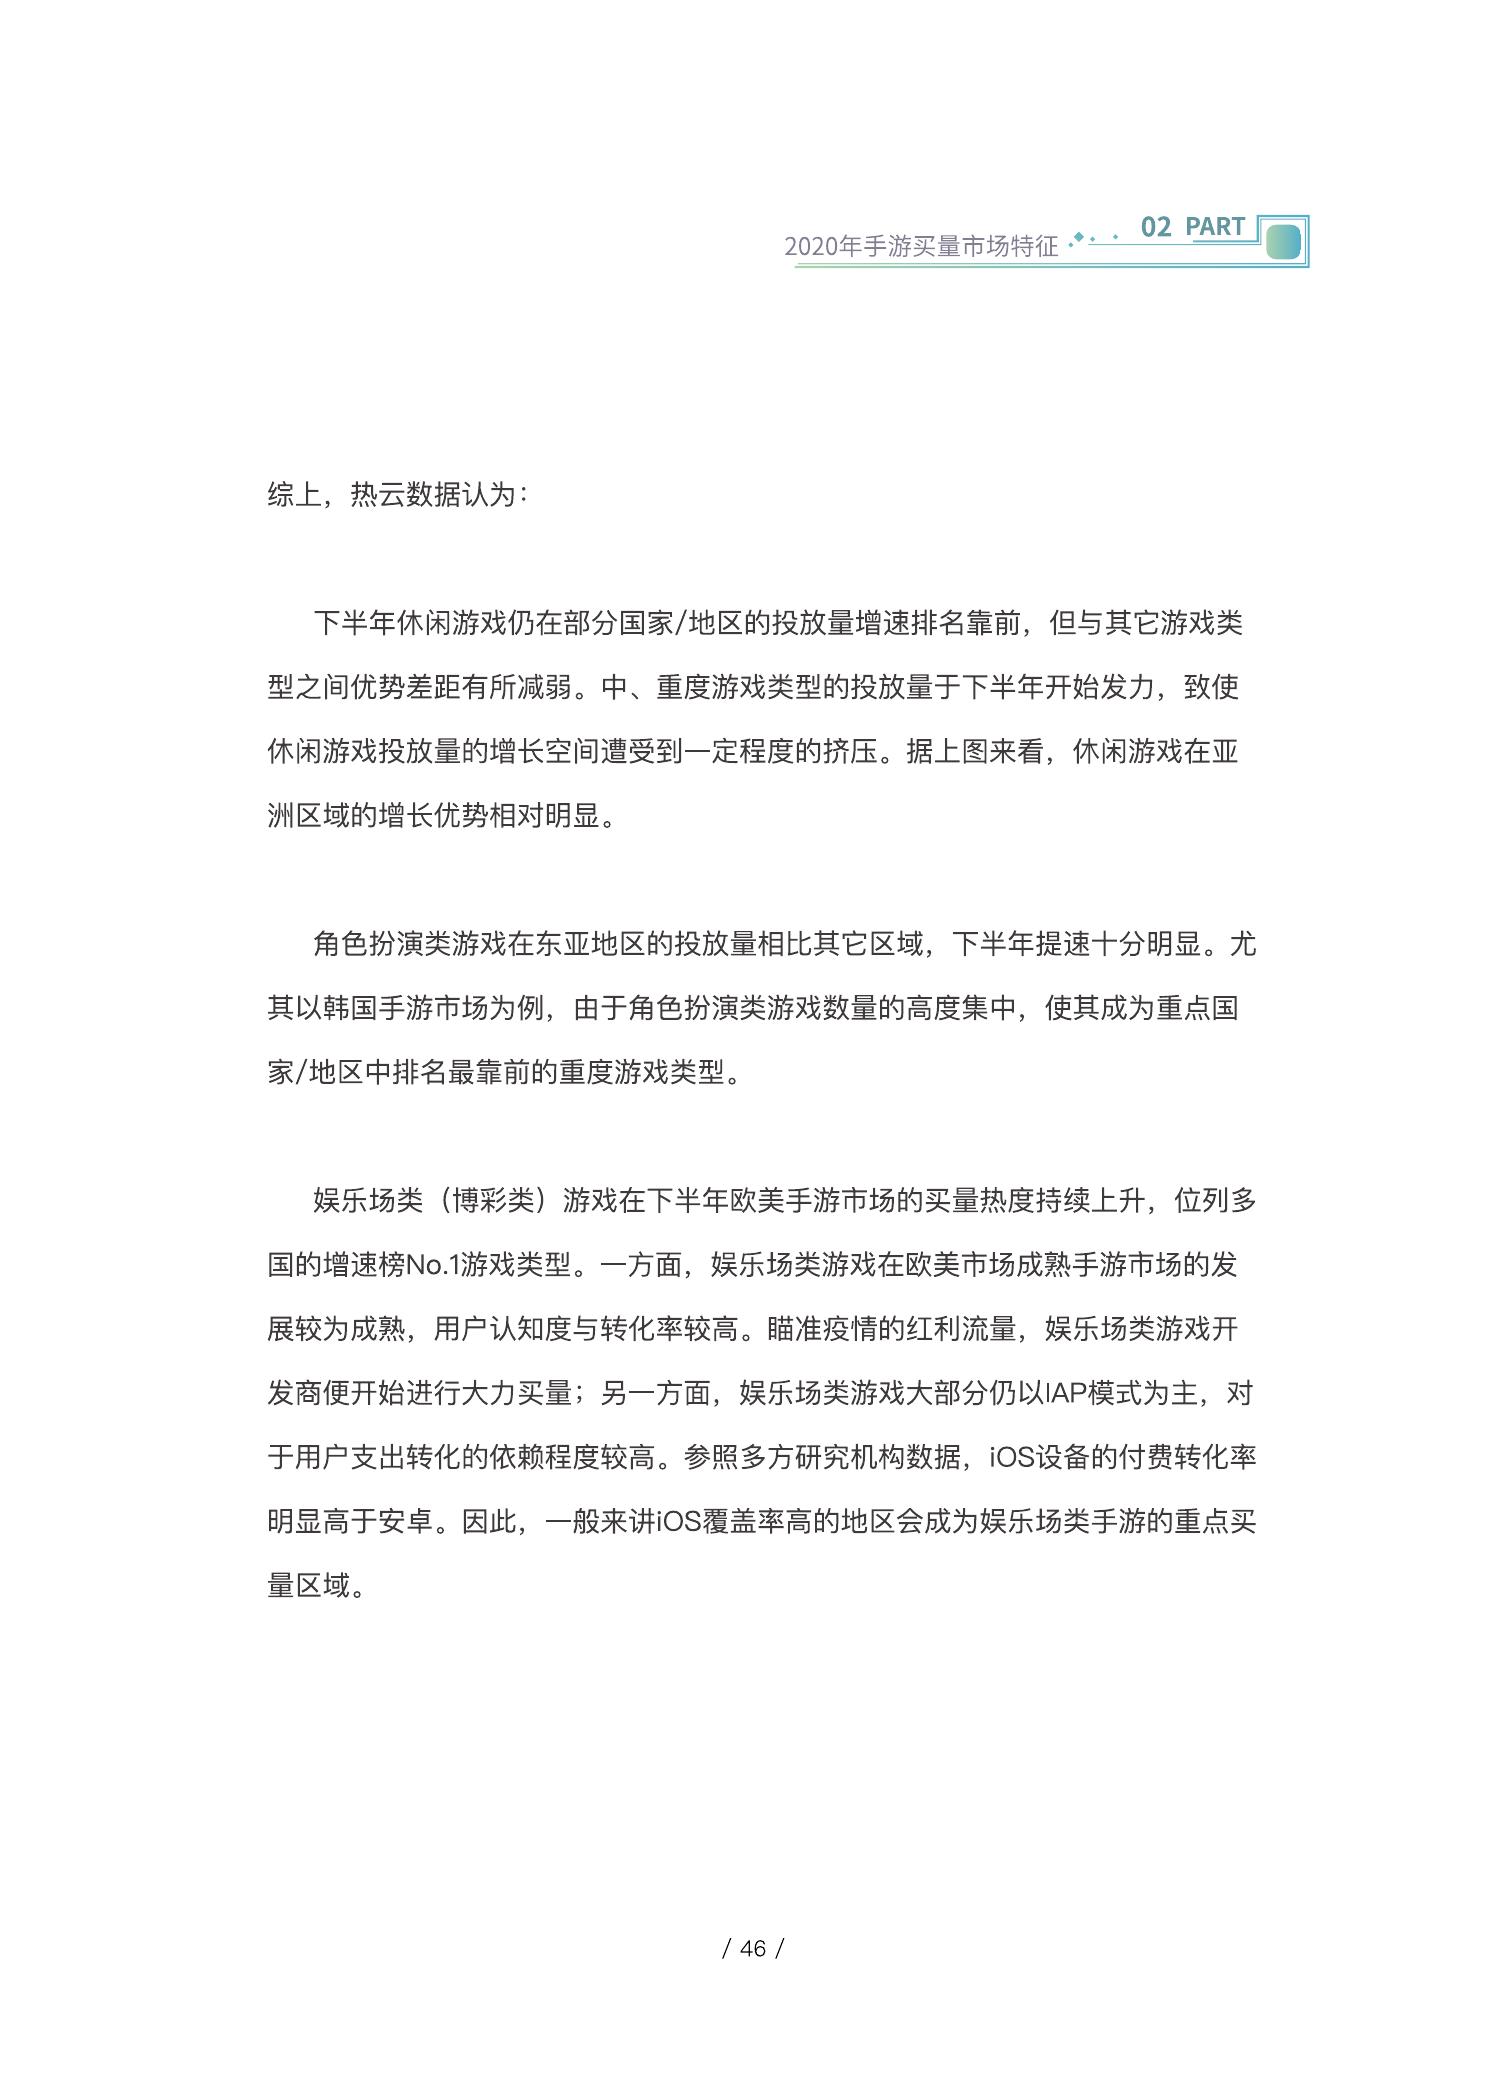 2020年手游买量市场特征
02 PART
综上，热云数据认为：
下半年休闲游戏仍在部分国家/地区的投放量增速排名靠前，但与其它游戏类
型之间优势差距有所减弱。中、重度游戏类型的投放量于下半年开始发力，致使
休闲游戏投放量的增长空间遭受到一定程度的挤压。据上图来看，休闲游戏在亚
洲区域的增长优势相对明显。
角色扮演类游戏在东亚地区的投放量相比其它区域，下半年提速十分明显。尤
其以韩国手游市场为例，由于角色扮演类游戏数量的高度集中，使其成为重点国
家/地区中排名最靠前的重度游戏类型。
娱乐场类（博彩类）游戏在下半年欧美手游市场的买量热度持续上升，位列多
国的增速榜No.1游戏类型。一方面，娱乐场类游戏在欧美市场成熟手游市场的发
展较为成熟，用户认知度与转化率较高。瞄准疫情的红利流量，娱乐场类游戏开
发商便开始进行大力买量；另一方面，娱乐场类游戏大部分仍以IAP模式为主，对
于用户支出转化的依赖程度较高。参照多方研究机构数据，iOS设备的付费转化率
明显高于安卓。因此，一般来讲iOS覆盖率高的地区会成为娱乐场类手游的重点买
量区域。
/ 46 /